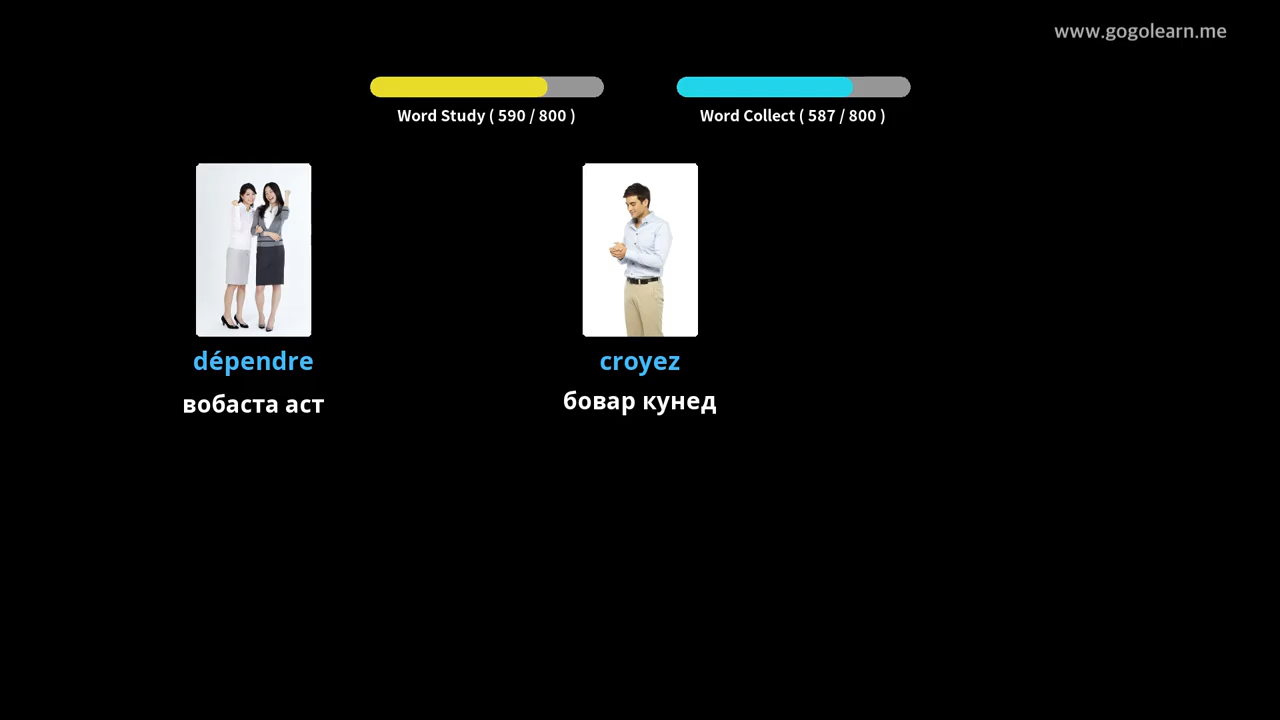 www.gogolearn.me
Word Study ( 590 / 800 )
Word Collect ( 587 / 800 )
dépendre
croyez
вобаста аст
бовар кунед